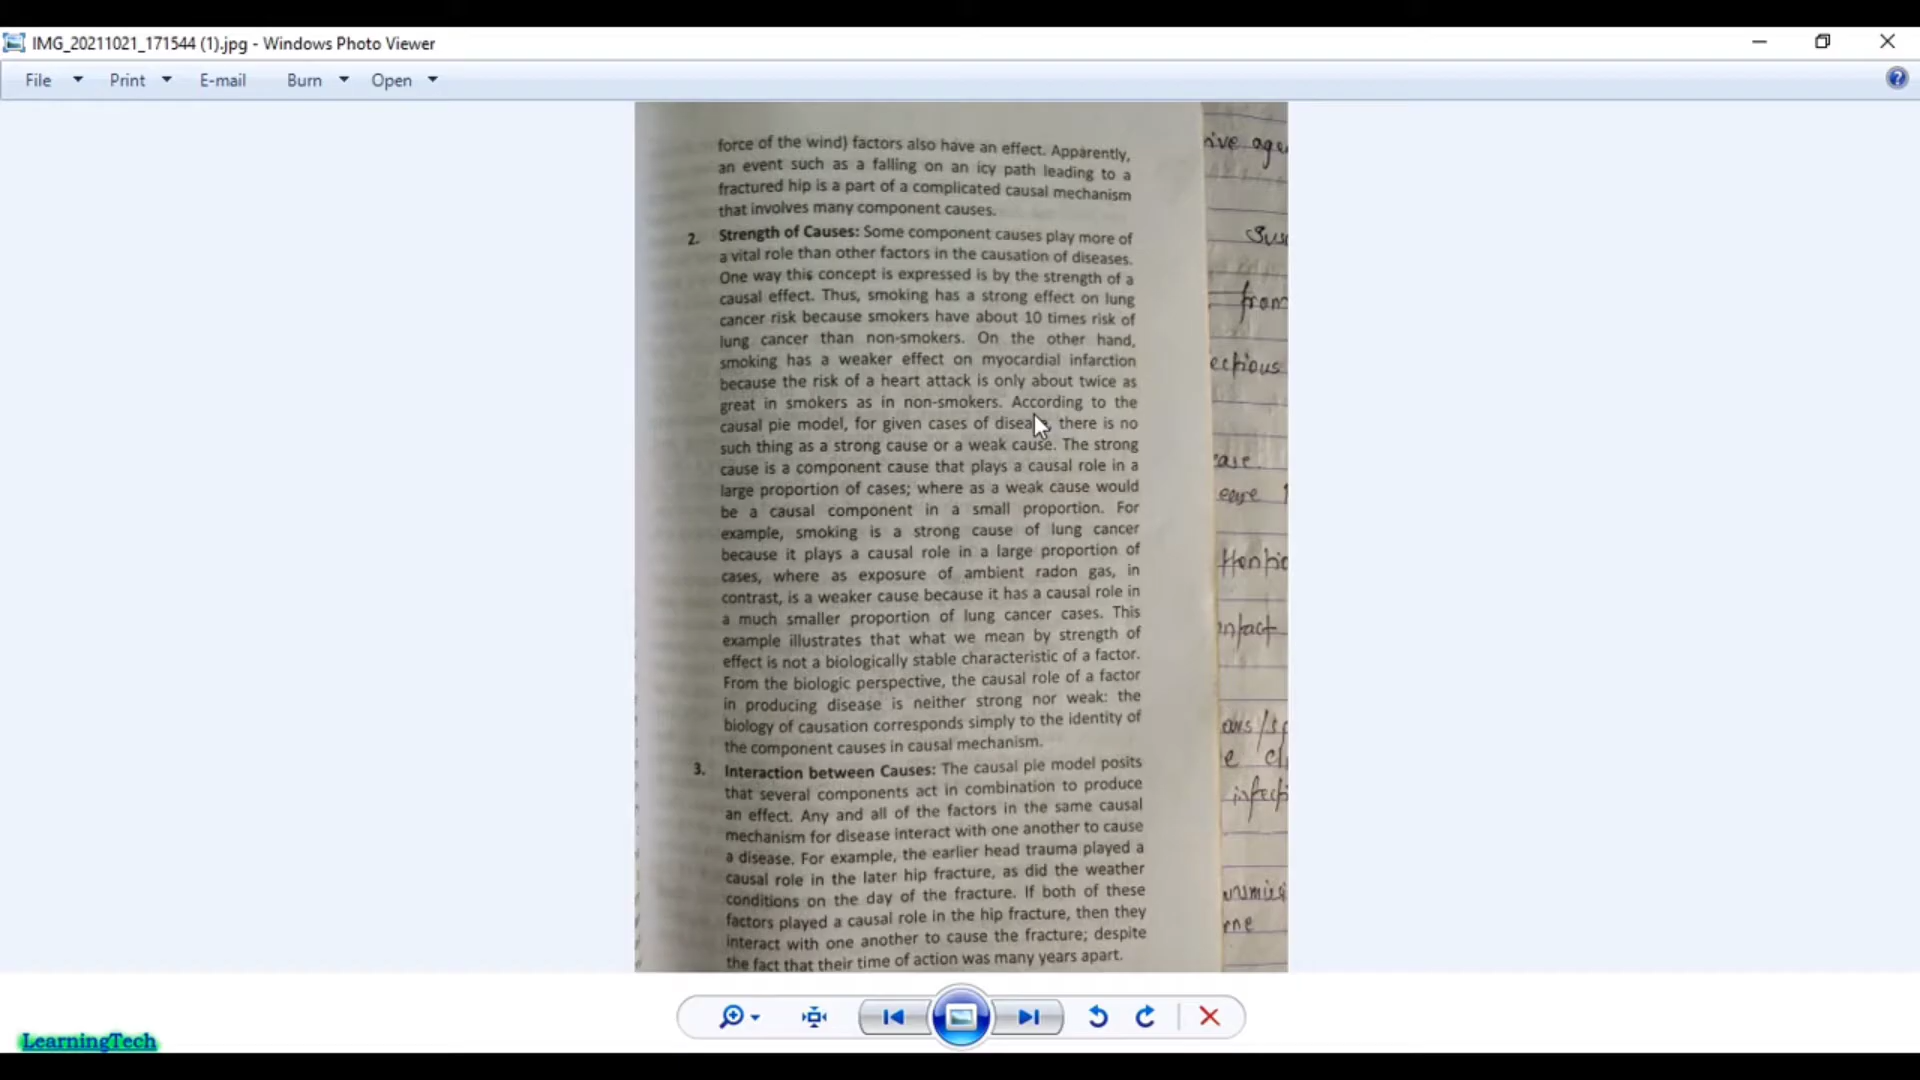 IMG_20211021_171544 (1).jpg - Windows Photo Viewer
File Print E-mail Burn Open
force of the wind) factors also have an effect. Apparently,
an event such as a falling on an icy path leading to a
fractured hip is a part of a complicated causal mechanism
that involves many component causes.
2. Strength of Causes: Some component causes play more of
a vital role than other factors in the causation of diseases.
One way this concept is expressed is by the strength of a
causal effect. Thus, smoking has a strong effect on lung
cancer risk because smokers have about 10 times risk of
lung cancer than non-smokers. On the other hand,
smoking has a weaker effect on myocardial infarction
because the risk of a heart attack is only about twice as
great in smokers as in non-smokers. According to the
causal pie model, for given cases of disease, there is no
such thing as a strong cause or a weak cause. The strong
cause is a component cause that plays a causal role in a
large proportion of cases; where as a weak cause would
be a causal component in a small proportion. For
example, smoking is a strong cause of lung cancer
because it plays a causal role in a large proportion of
cases, where as exposure of ambient radon gas, in
contrast, is a weaker cause because it has a causal role in
a much smaller proportion of lung cancer cases. This
example illustrates that what we mean by strength of
effect is not a biologically stable characteristic of a factor.
From the biologic perspective, the causal role of a factor
in producing disease is neither strong nor weak: the
biology of causation corresponds simply to the identity of
the component causes in causal mechanism.
3. Interaction between Causes: The causal pie model posits
that several components act in combination to produce
an effect. Any and all of the factors in the same causal
mechanism for disease interact with one another to cause
a disease. For example, the earlier head trauma played a
causal role in the later hip fracture, as did the weather
conditions on the day of the fracture. If both of these
factors played a causal role in the hip fracture, then they
interact with one another to cause the fracture; despite
the fact that their time of action was many years apart.
ive age
Sus
from
ectious
ease
infecti
LearningTech